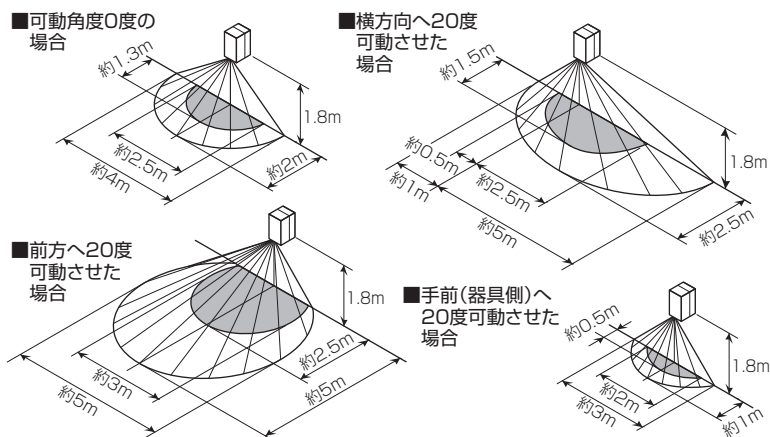 ■可動角度0度の
場合
約1.3m
1.8m
約2.5m
約4m
約2m
■横方向へ20度
可動させた
場合
約1.5m
1.8m
約0.5m
約1m
約2.5m
約5m
約2.5m
■前方へ20度
可動させた
場合
1.8m
約2.5m
約3m
約5m
約5m
■手前(器具側)へ
20度可動させた
場合
約0.5m
1.8m
約2m
約3m
約1m